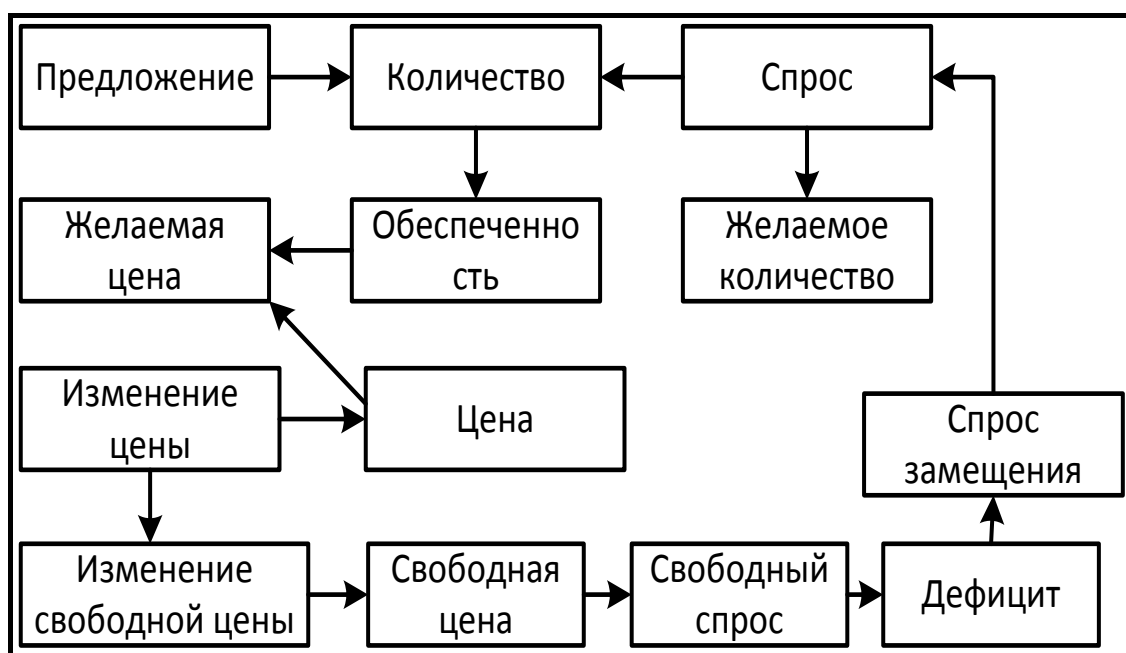 Предложение
Количество
Спрос
Желаемая
цена
Обеспеченно
сть
Желаемое
количество
Изменение
цены
Цена
Спрос
замещения
Изменение
свободной цены
Свободная
цена
Свободный
спрос
Дефицит